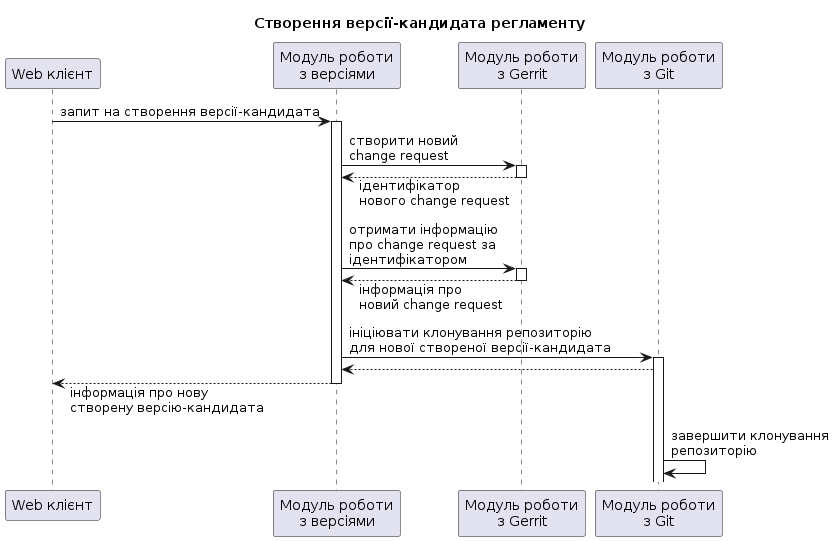 Створення версії-кандидата регламенту
Web клієнт
Модуль роботи
з версіями
Модуль роботи
з Gerrit
Модуль роботи
з Git
запит на створення версії-кандидата
створити новий
change request
ідентифікатор
нового change request
отримати інформацію
про change request за
ідентифікатором
інформація про
новий change request
ініціювати клонування репозиторію
для нової створеної версії-кандидата
інформація про нову
створену версію-кандидата
завершити клонування
репозиторію
Web клієнт
Модуль роботи
з версіями
Модуль роботи
з Gerrit
Модуль роботи
з Git